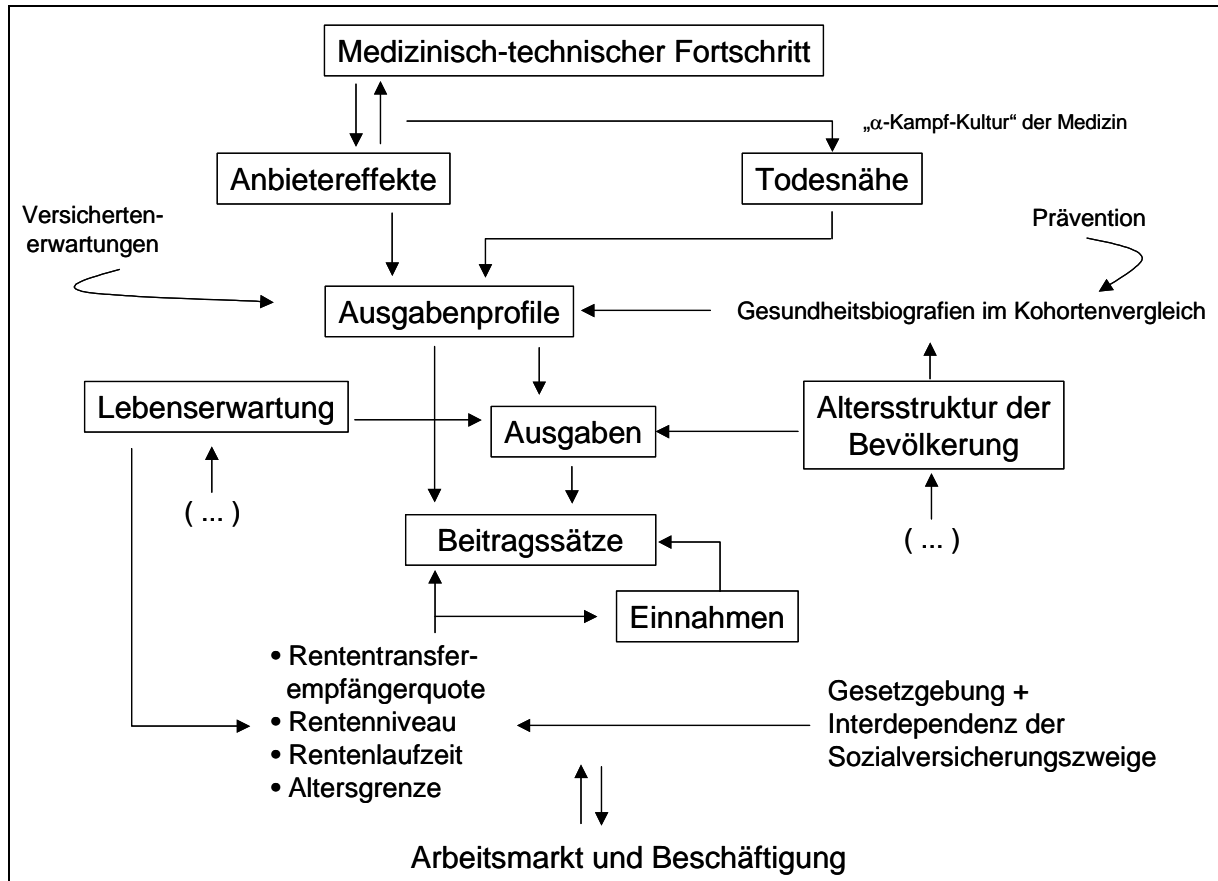 Medizinisch-technischer Fortschritt
„α-Kampf-Kultur“ der Medizin
Anbietereffekte
Todesnähe
Versicherten-
erwartungen
Prävention
Ausgabenprofile
Gesundheitsbiografien im Kohortenvergleich
Lebenserwartung
Ausgaben
Altersstruktur der
Bevölkerung
( ... )
( ... )
Beitragssätze
Einnahmen
• Rententransfer-
empfängerquote
• Rentenniveau
• Rentenlaufzeit
• Altersgrenze
Gesetzgebung +
Interdependenz der
Sozialversicherungszweige
Arbeitsmarkt und Beschäftigung